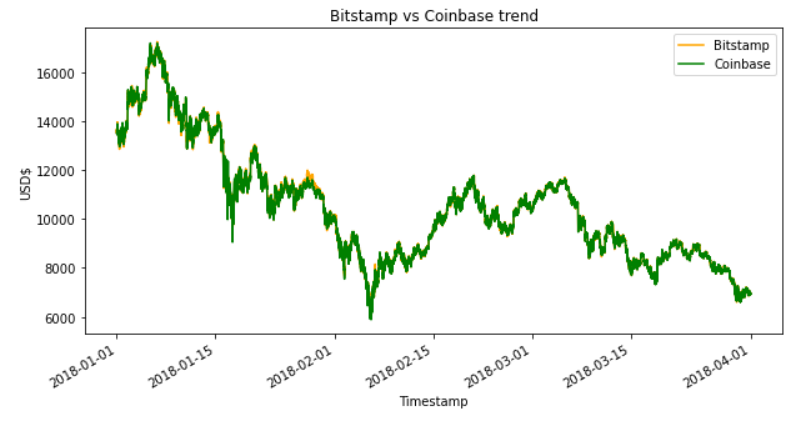 Bitstamp vs Coinbase trend
Bitstamp
Coinbase
USD$
16000
14000
12000
10000
8000
6000
2018-01-01
2018-01-15
2018-02-01
2018-02-15
2018-03-01
2018-03-15
2018-04-01
Timestamp